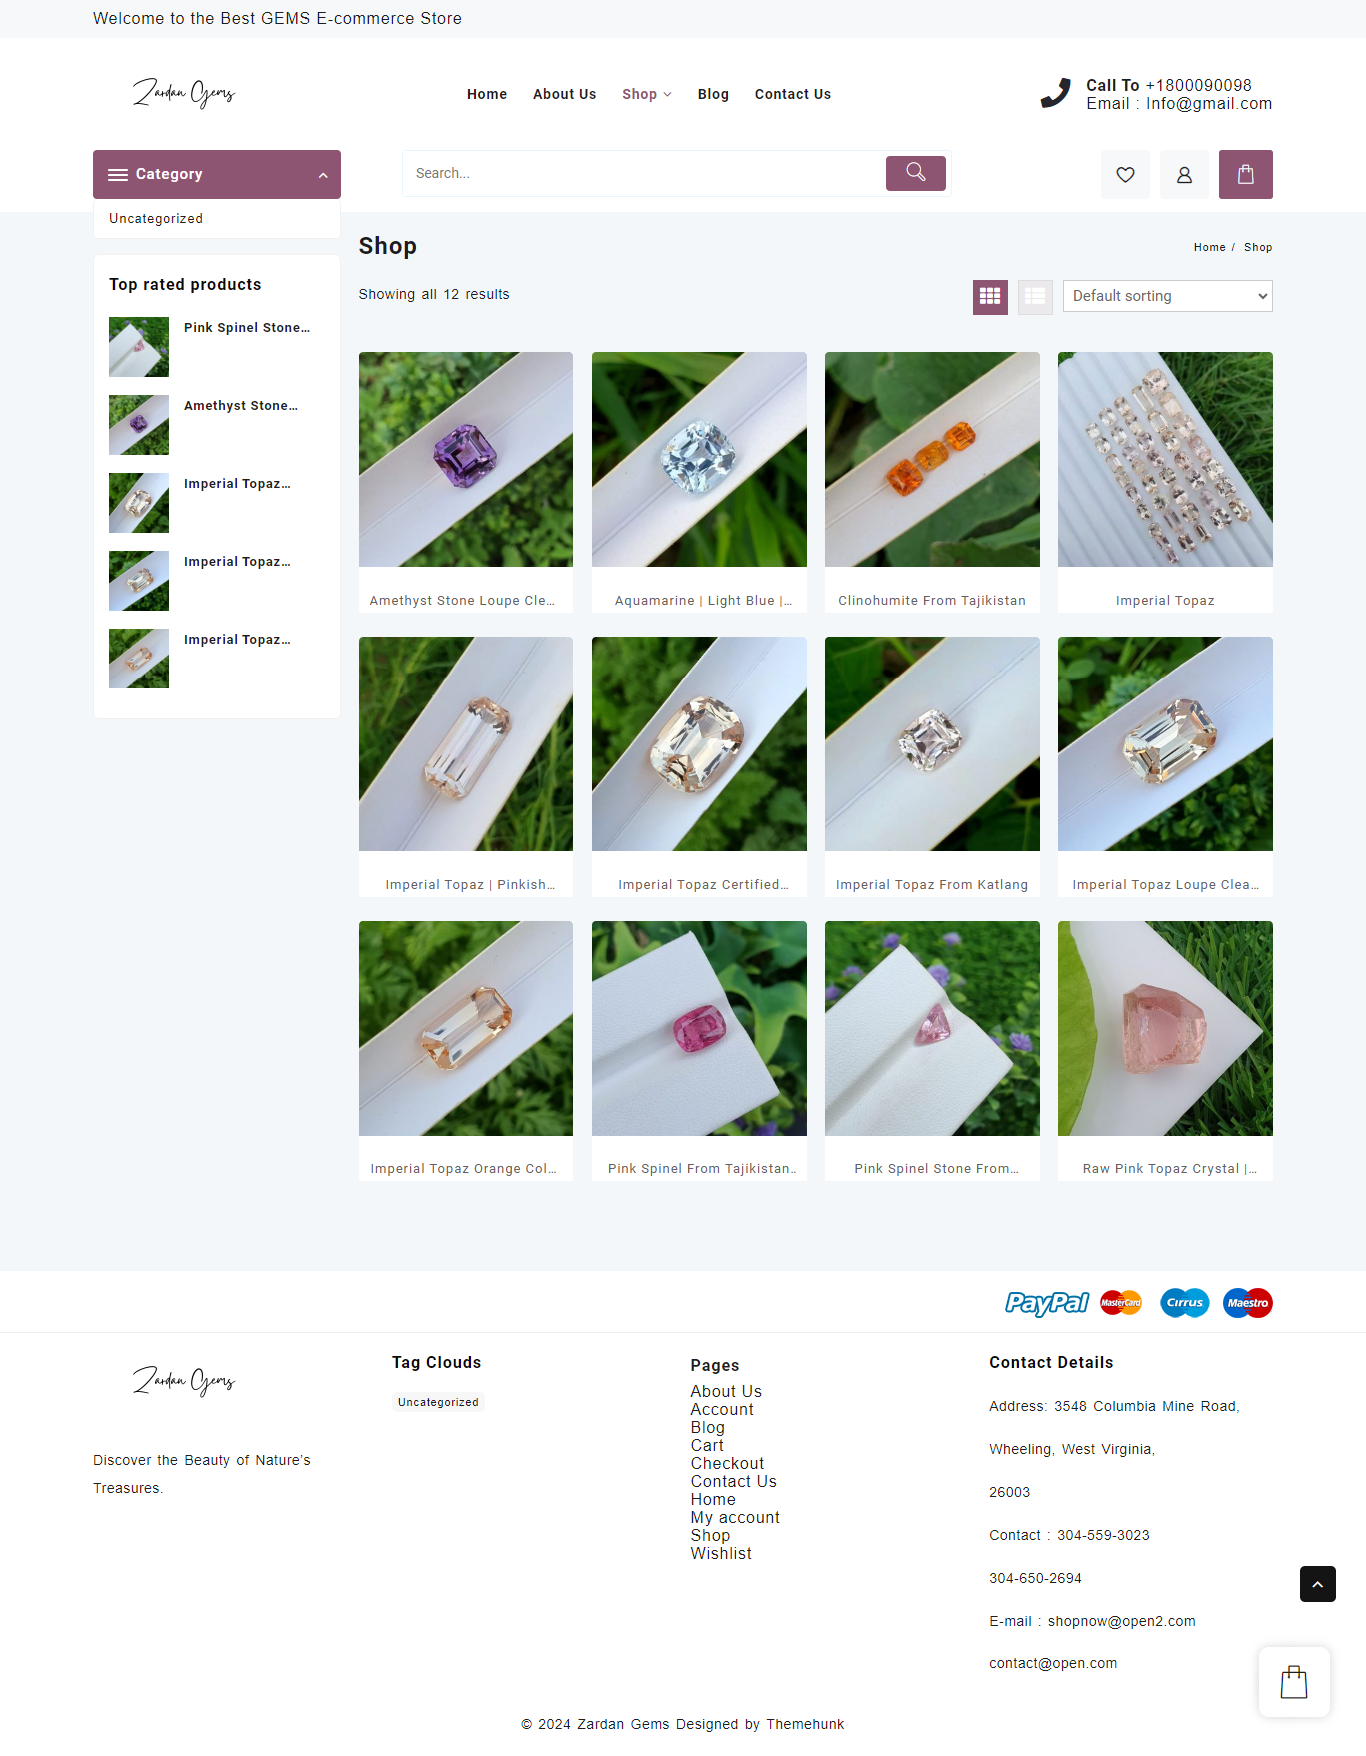 Welcome to the Best GEMS E-commerce Store
Zardan Gems
Home
About Us
Shop
Blog
Contact Us
Call To +1800090098
Email : Info@gmail.com
Category
Search...
Uncategorized
Top rated products
Pink Spinel Stone…
Amethyst Stone…
Imperial Topaz…
Imperial Topaz…
Imperial Topaz…
Shop
Home / Shop
Showing all 12 results
Default sorting
Amethyst Stone Loupe Cle…
Aquamarine | Light Blue |…
Clinohumite From Tajikistan
Imperial Topaz
Imperial Topaz | Pinkish…
Imperial Topaz Certified…
Imperial Topaz From Katlang
Imperial Topaz Loupe Clea…
Imperial Topaz Orange Col…
Pink Spinel From Tajikistan…
Pink Spinel Stone From…
Raw Pink Topaz Crystal |…
PayPal
MasterCard
Cirrus
Maestro
Zardan Gems
Discover the Beauty of Nature's
Treasures.
Tag Clouds
Uncategorized
Pages
About Us
Account
Blog
Cart
Checkout
Contact Us
Home
My account
Shop
Wishlist
Contact Details
Address: 3548 Columbia Mine Road,
Wheeling, West Virginia,
26003
Contact : 304-559-3023
304-650-2694
E-mail : shopnow@open2.com
contact@open.com
© 2024 Zardan Gems Designed by Themehunk